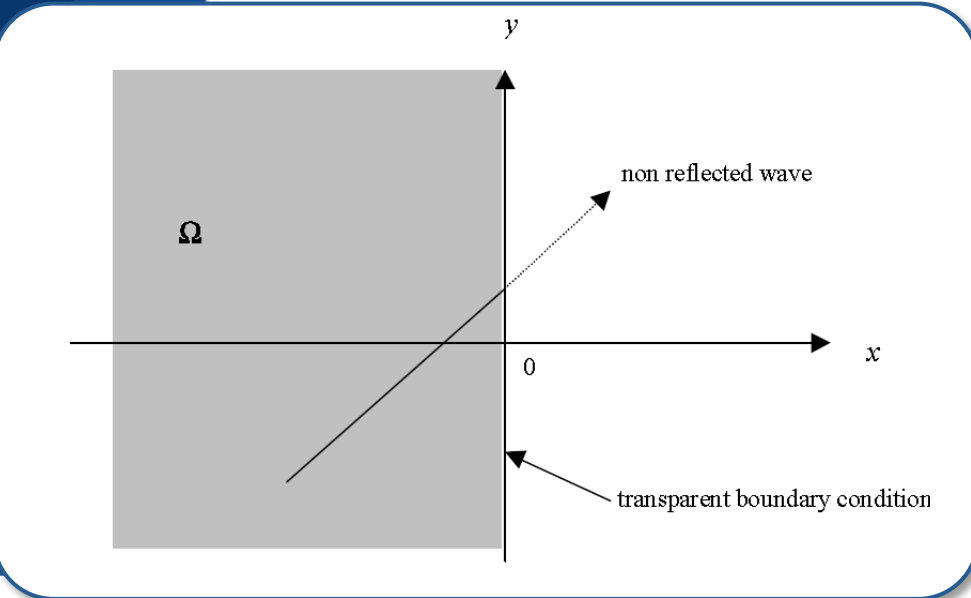 y
non reflected wave
Ω
x
0
transparent boundary condition